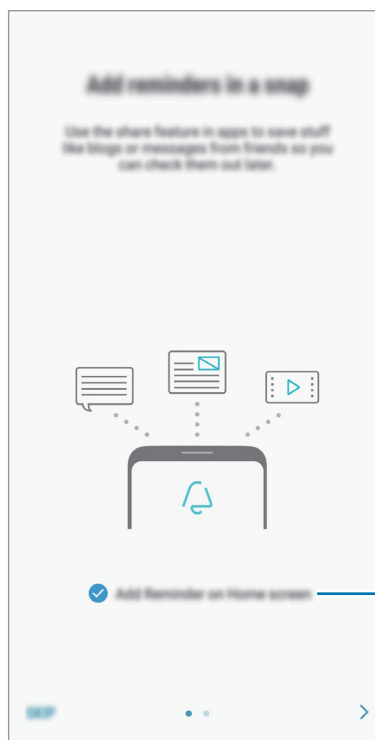 Add reminders in a snap
Use the share feature in apps to save stuff
like blogs or messages from friends so you
can check them out later.
Add Reminder on Home screen
SKIP